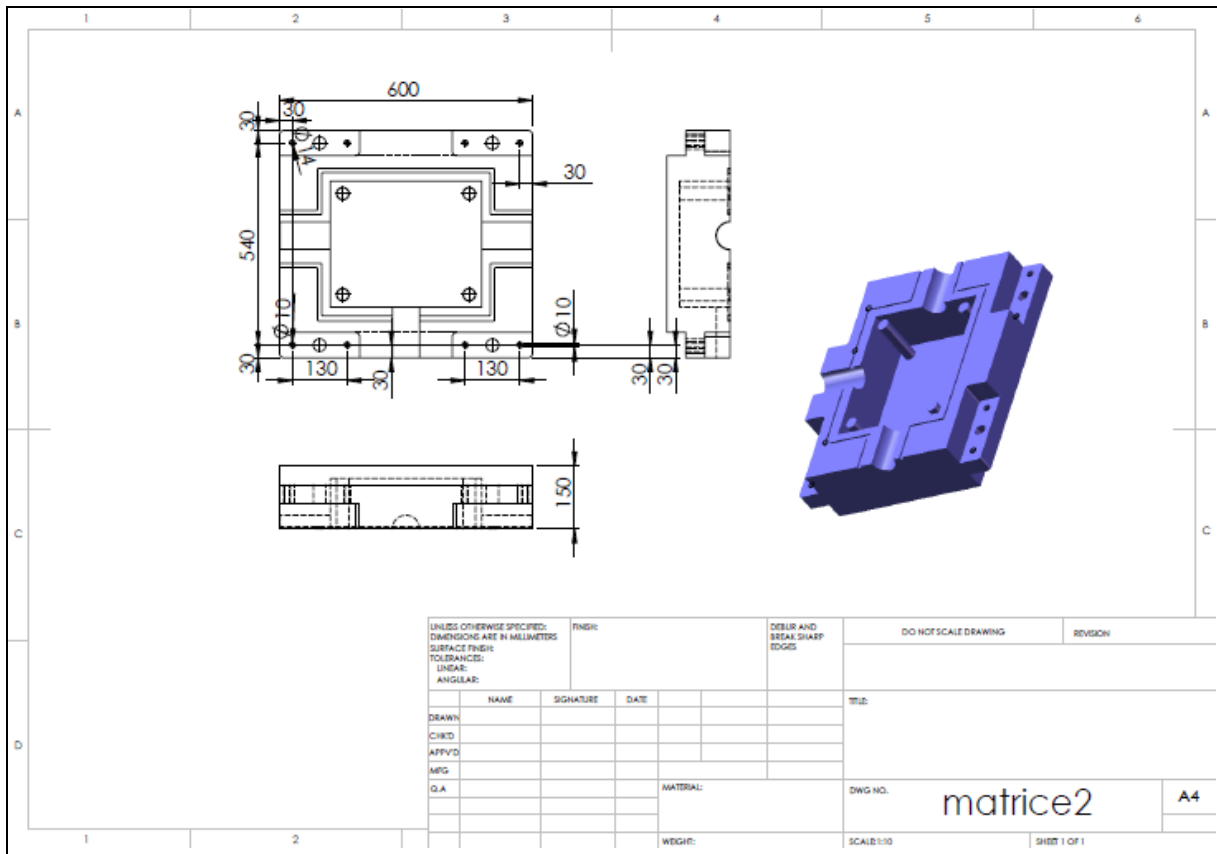 1 2 3 4 5 6
A A
600
30
30
Ø14
30
540
B B
Ø10
Ø10
30
130
30
130
30
30
150
C C
UNLESS OTHERWISE SPECIFIED:
DIMENSIONS ARE IN MILLIMETERS
SURFACE FINISH:
TOLERANCES:
LINEAR:
ANGULAR:
FINISH:
DEBUR AND
BREAK SHARP
EDGES
DO NOT SCALE DRAWING
REVISION
NAME SIGNATURE DATE
TITLE:
DRAWN
CHK'D
APPV'D
MFG
Q.A
D D
MATERIAL:
DWG NO.
matrice2
A4
WEIGHT:
SCALE:1:10
SHEET 1 OF 1
1 2